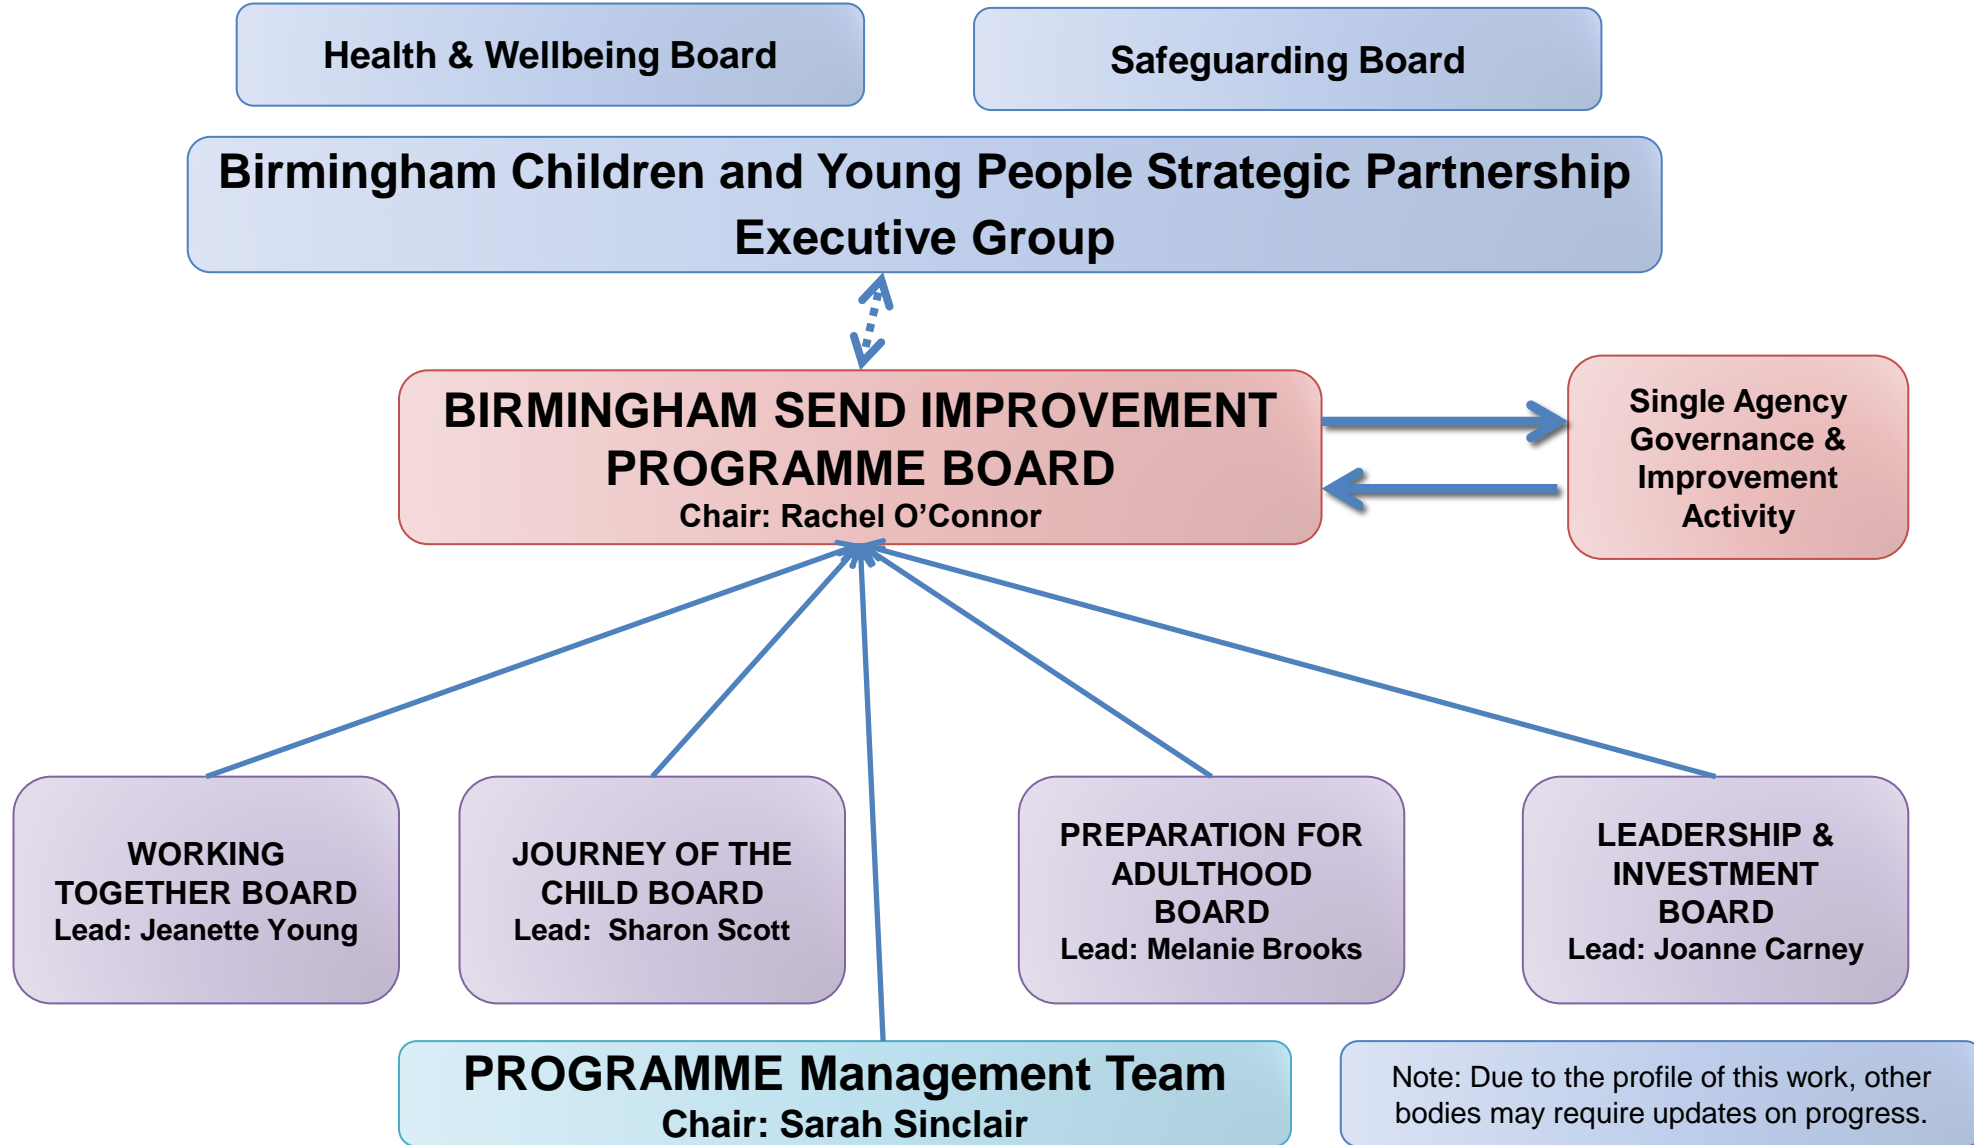 Health & Wellbeing Board
Safeguarding Board
Birmingham Children and Young People Strategic Partnership
Executive Group
BIRMINGHAM SEND IMPROVEMENT
PROGRAMME BOARD
Chair: Rachel O’Connor
Single Agency
Governance &
Improvement
Activity
WORKING
TOGETHER BOARD
Lead: Jeanette Young
JOURNEY OF THE
CHILD BOARD
Lead:  Sharon Scott
PREPARATION FOR
ADULTHOOD
BOARD
Lead: Melanie Brooks
LEADERSHIP &
INVESTMENT
BOARD
Lead: Joanne Carney
PROGRAMME Management Team
Chair: Sarah Sinclair
Note: Due to the profile of this work, other
bodies may require updates on progress.